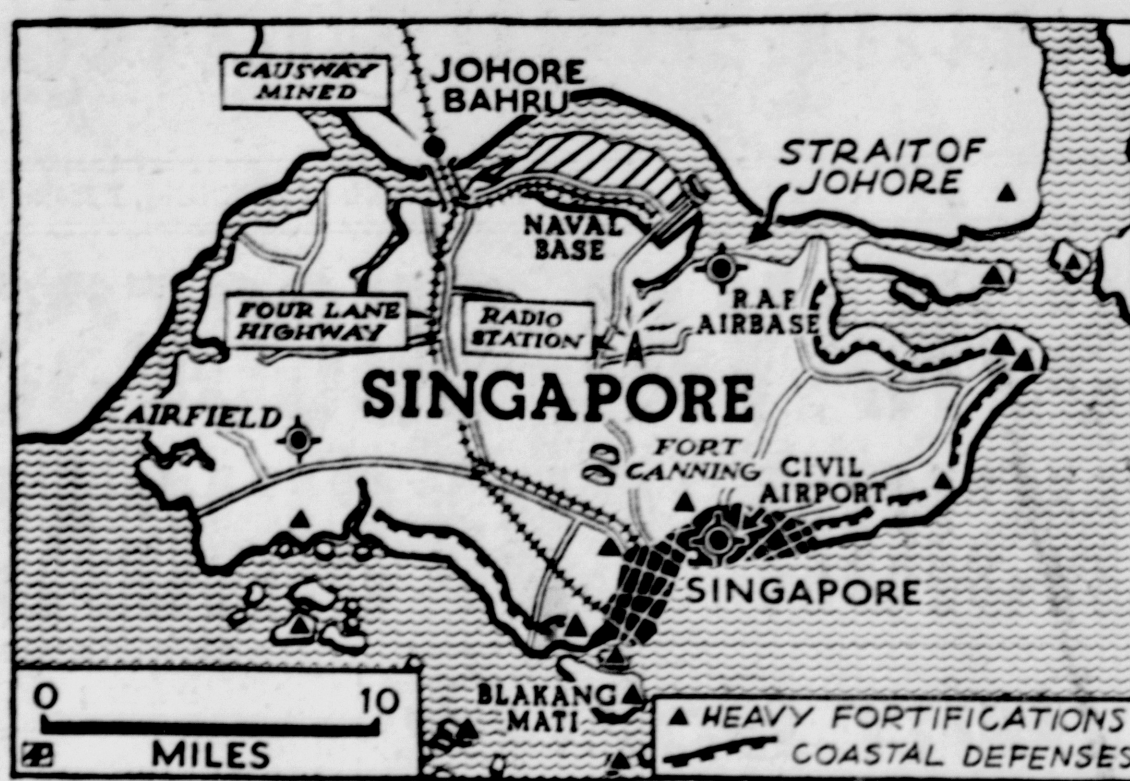 CAUSWAY
MINED
JOHORE
BAHRU
STRAIT OF
JOHORE
NAVAL
BASE
FOUR LANE
HIGHWAY
RADIO
STATION
R.A.F.
AIRBASE
SINGAPORE
AIRFIELD
FORT
CANNING
CIVIL
AIRPORT
SINGAPORE
BLAKANG
MATI
0 10
MILES
HEAVY FORTIFICATIONS
COASTAL DEFENSES